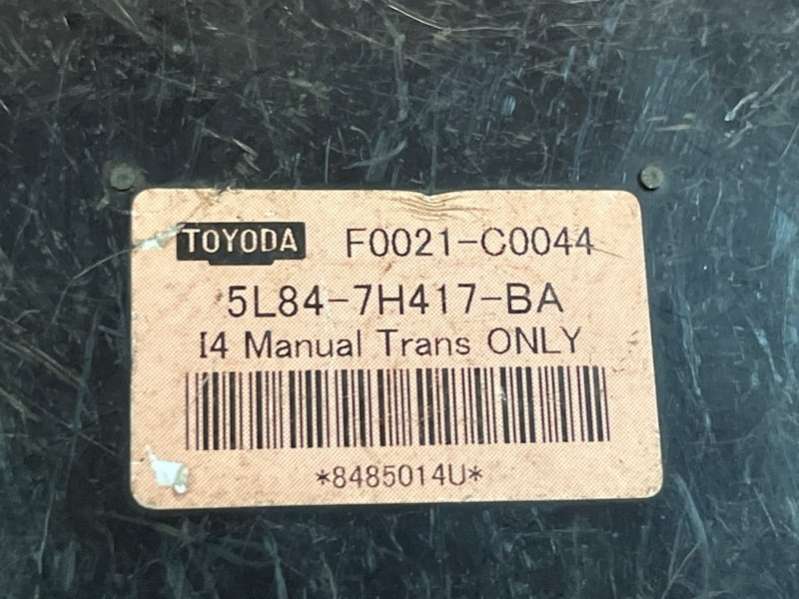 TOYODA F0021-C0044
5L84-7H417-BA
I4 Manual Trans ONLY
*8485014U*